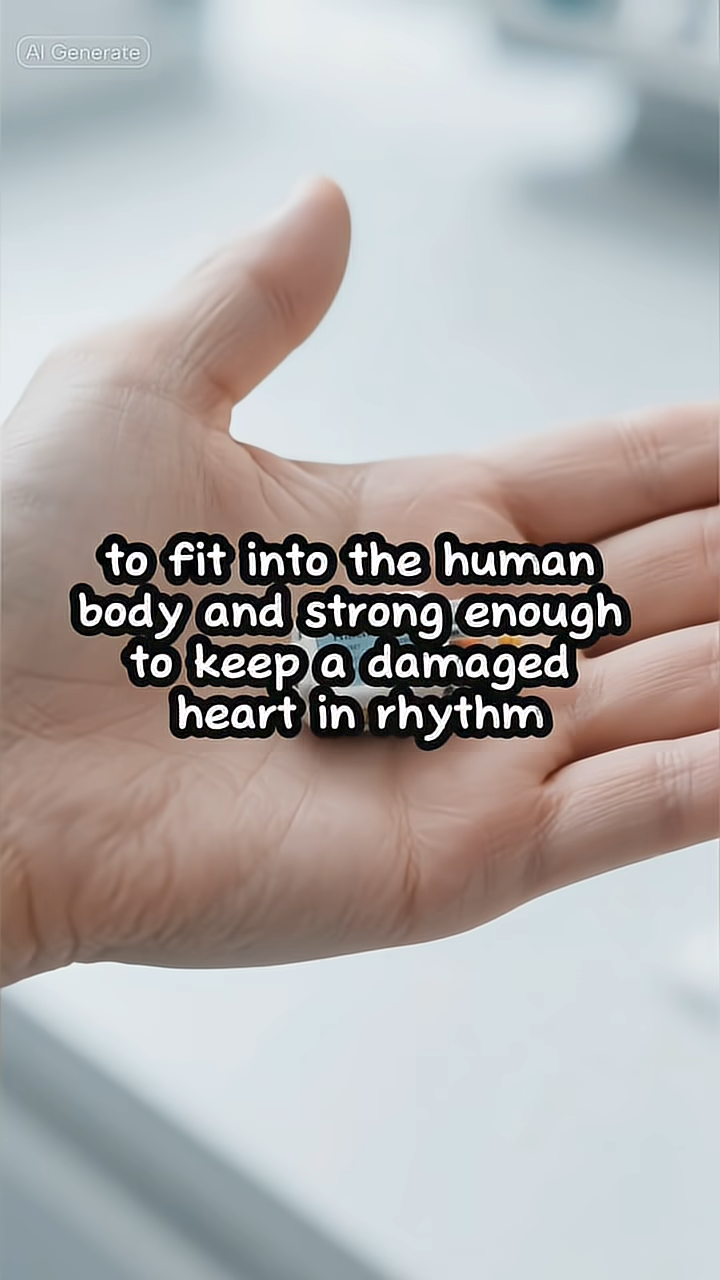 AI Generate
to fit into the human
body and strong enough
to keep a damaged
heart in rhythm